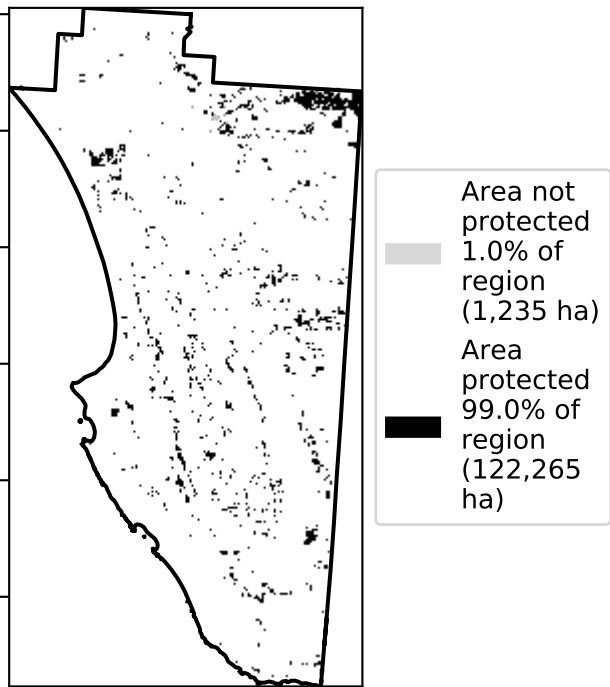 Area not
protected
1.0% of
region
(1,235 ha)
Area
protected
99.0% of
region
(122,265
ha)